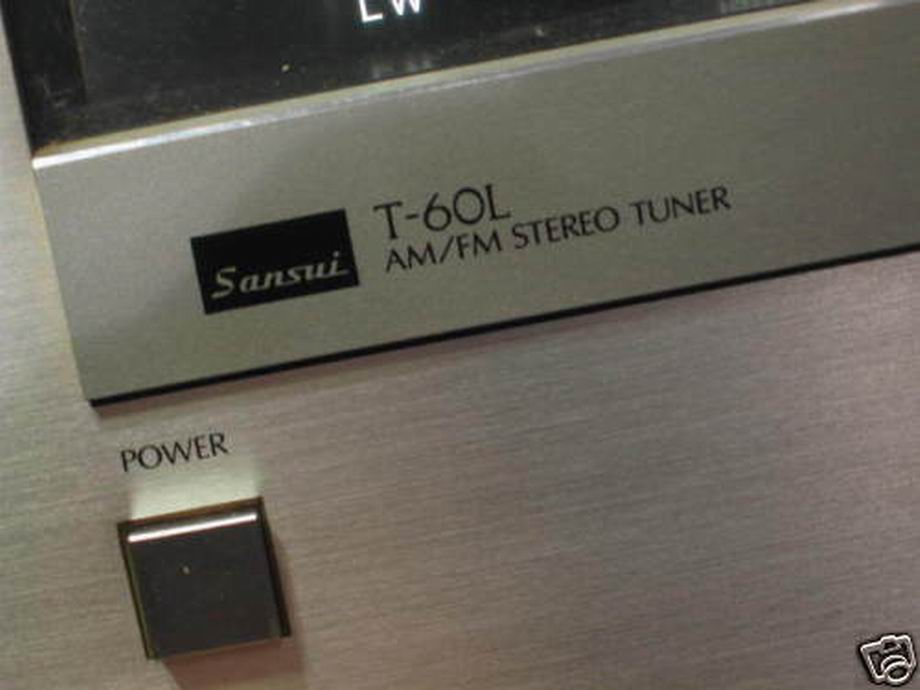 LW
Sansui
T-60L
AM/FM STEREO TUNER
POWER